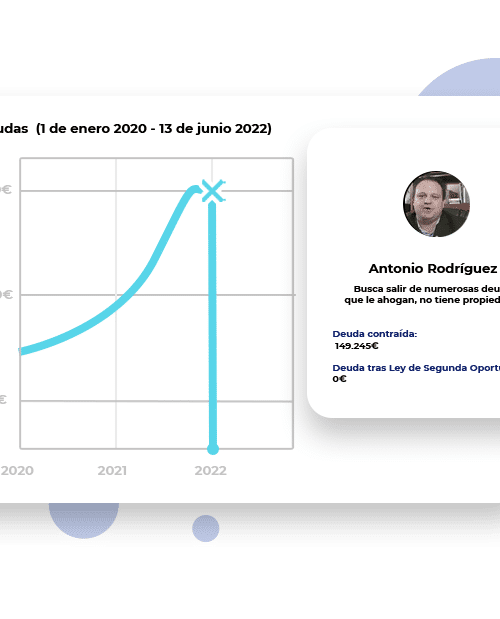 udas (1 de enero 2020 - 13 de junio 2022)
0€
0€
€
2020
2021
2022
Antonio Rodríguez
Busca salir de numerosas deu
que le ahogan, no tiene propied
Deuda contraída:
149.245€
Deuda tras Ley de Segunda Oportu
0€